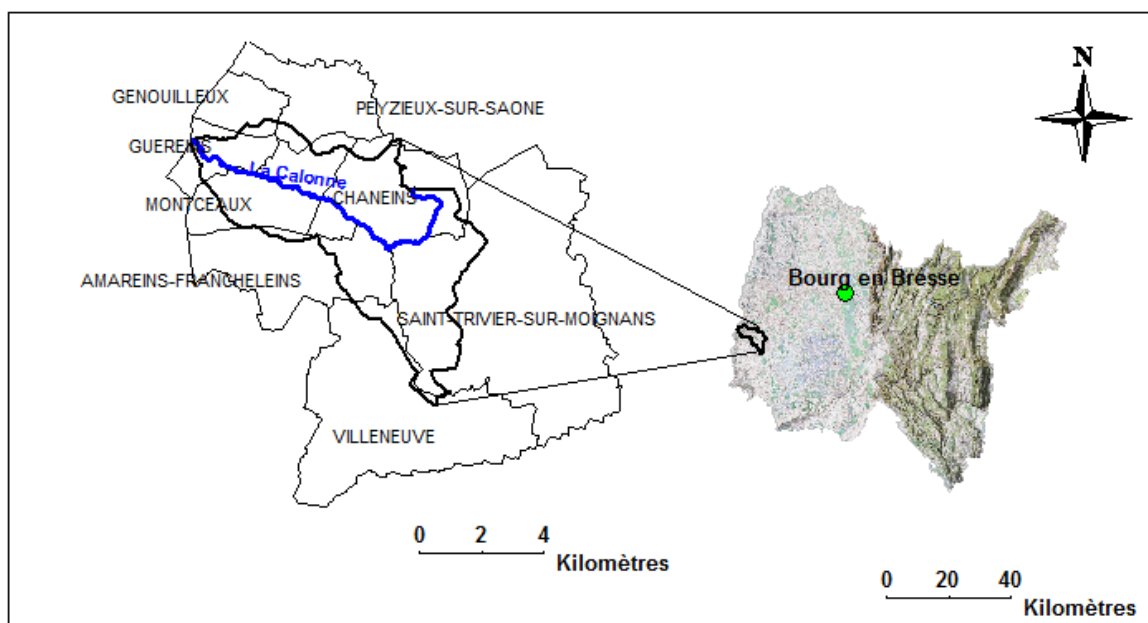 N
GENOUILLEUX
PEYZIEUX-SUR-SAONE
GUEREINS
La Calonne
CHANEINS
MONTCEAUX
AMAREINS-FRANCHELEINS
Bourg en Bresse
SAINT-TRIVIER-SUR-MOIGNANS
VILLENEUVE
0 2 4
Kilomètres
0 20 40
Kilomètres